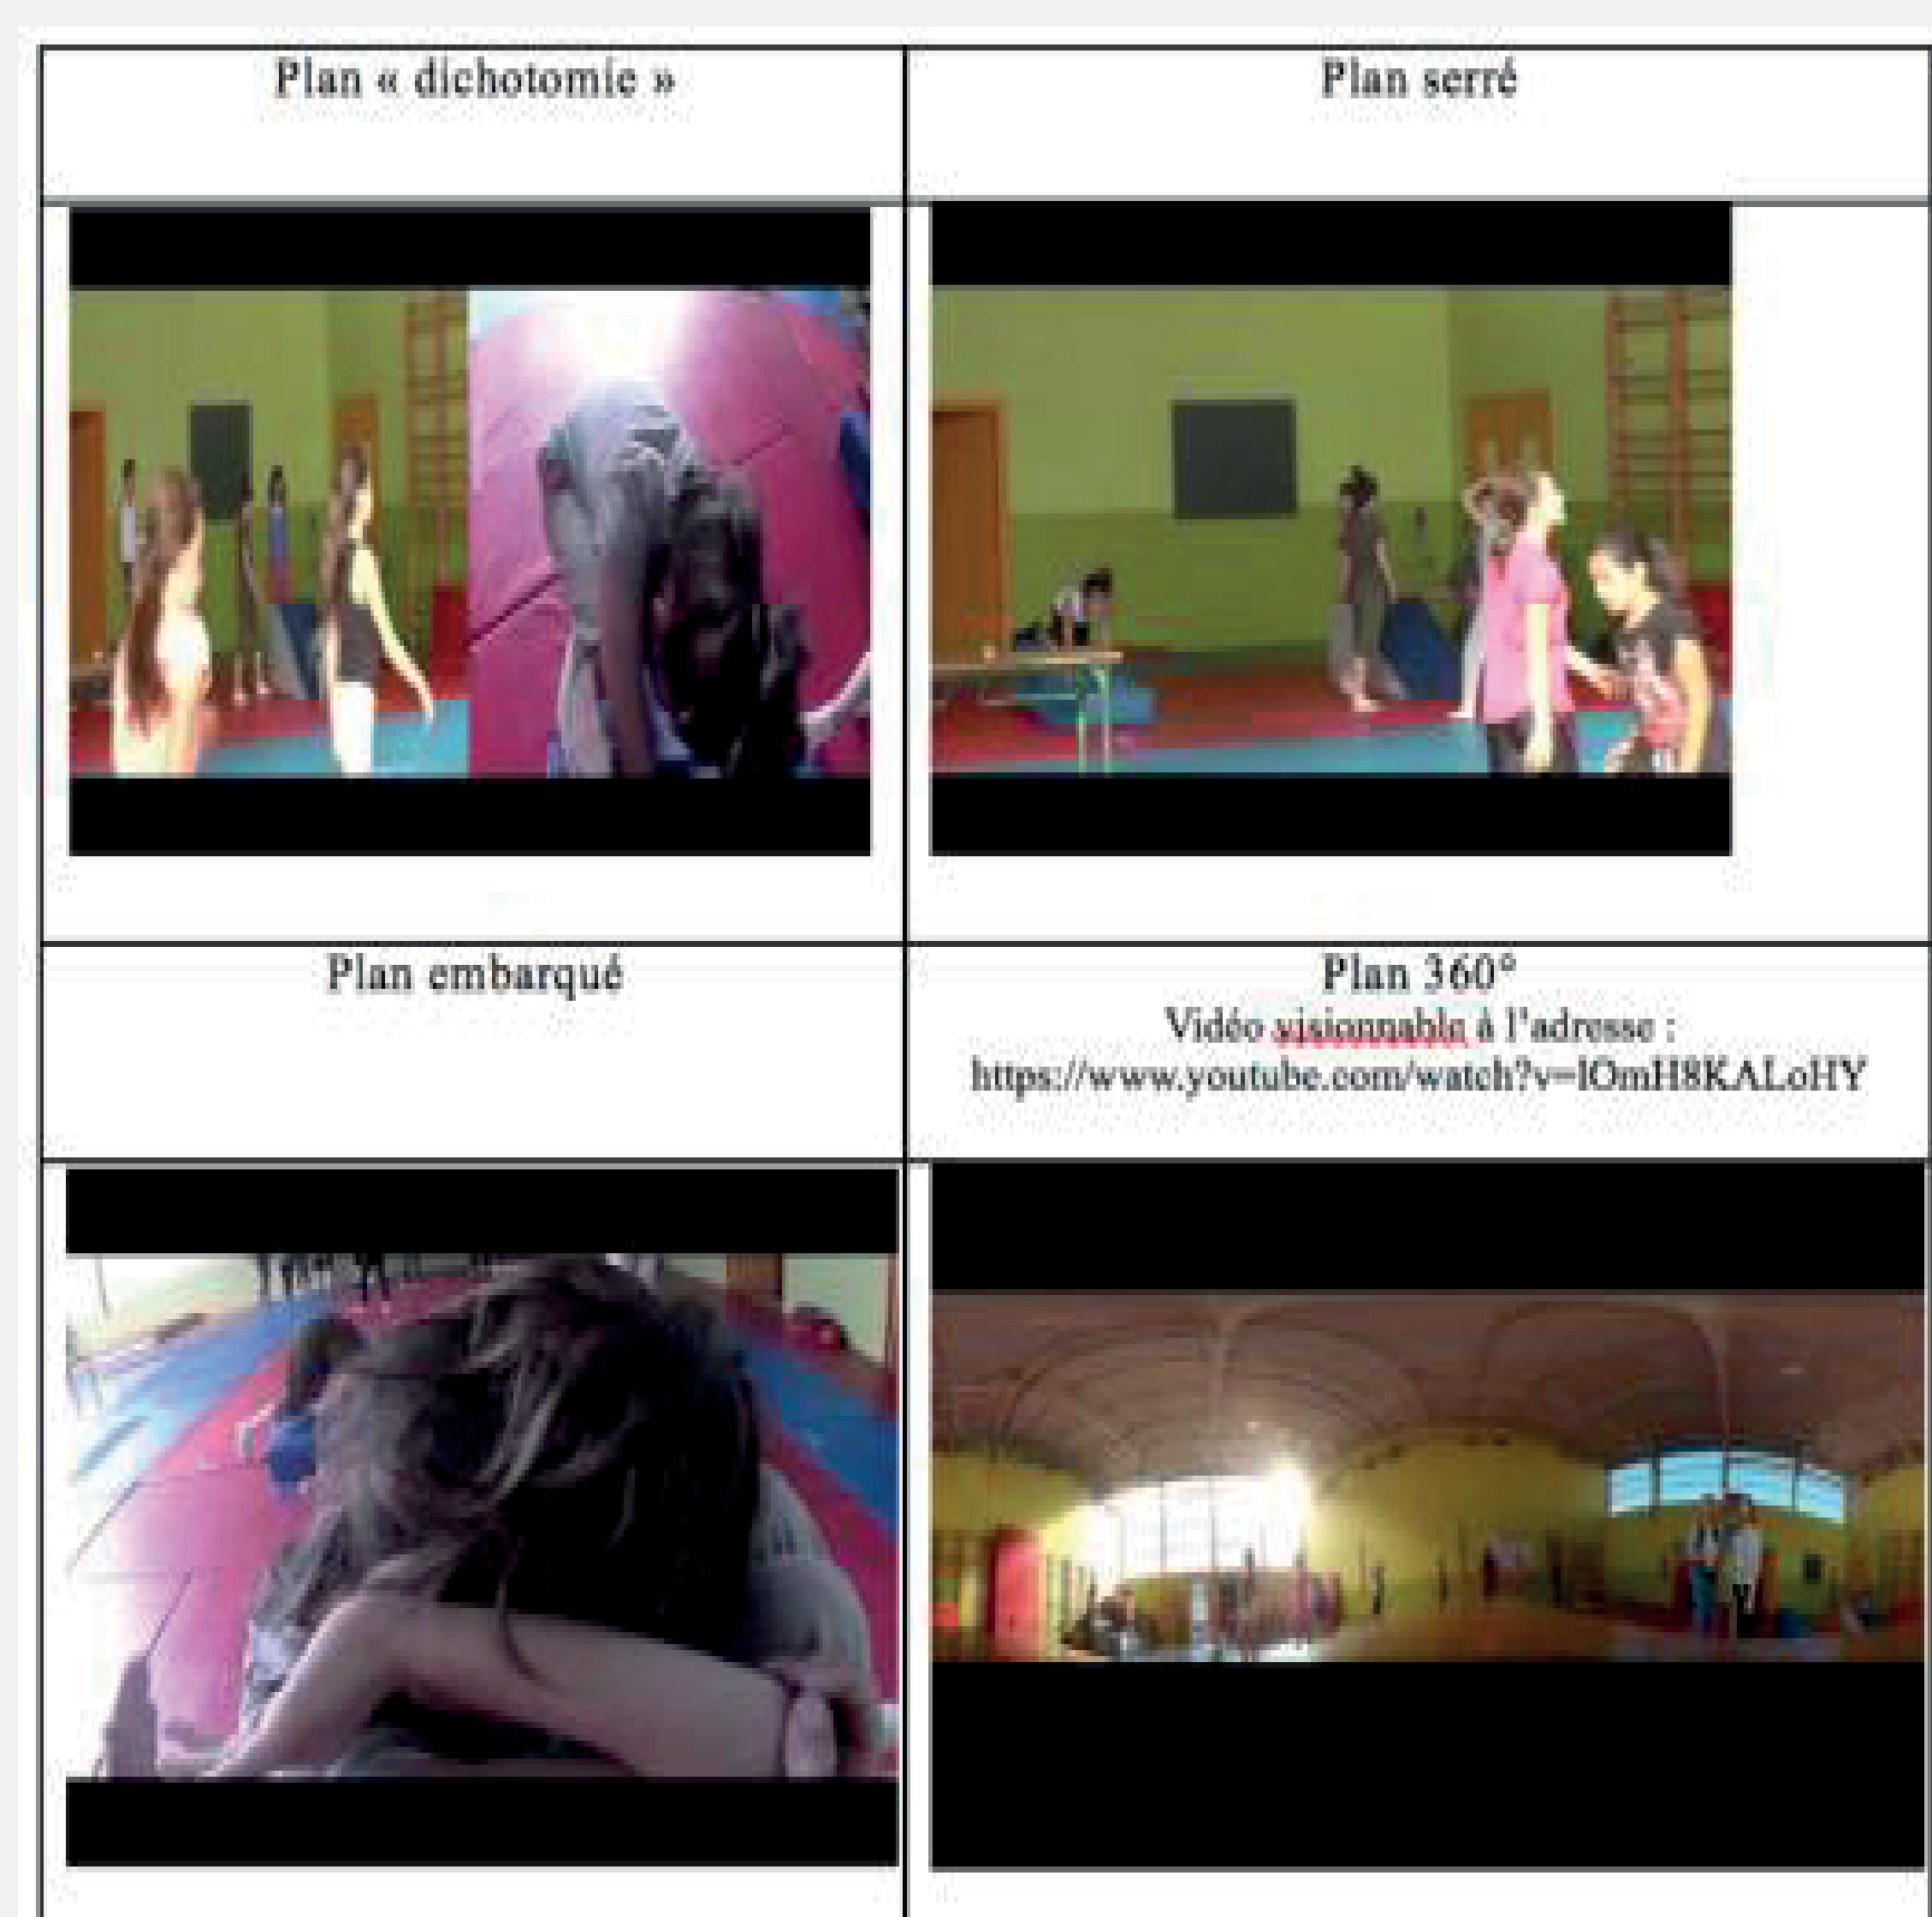 Plan « dichotomie »
Plan serré
Plan embarqué
Plan 360°
Vidéo visionnable à l'adresse :
https://www.youtube.com/watch?v=lOmH8KALoHY